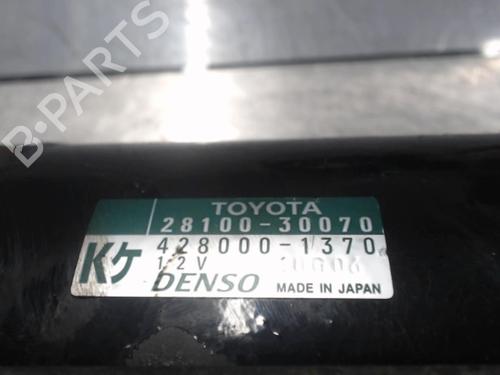 B-PARTS
TOYOTA
28100-30070
428000-1370
Kケ
12V
DENSO
MADE IN JAPAN